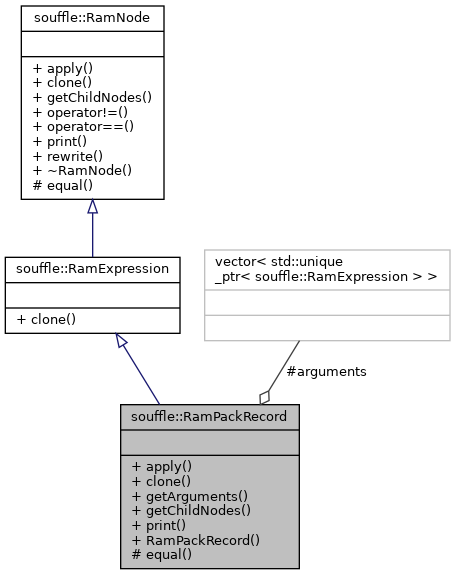 souffle::RamNode
+ apply()
+ clone()
+ getChildNodes()
+ operator!=()
+ operator==()
+ print()
+ rewrite()
+ ~RamNode()
# equal()
souffle::RamExpression
+ clone()
vector< std::unique
_ptr< souffle::RamExpression > >
#arguments
souffle::RamPackRecord
+ apply()
+ clone()
+ getArguments()
+ getChildNodes()
+ print()
+ RamPackRecord()
# equal()